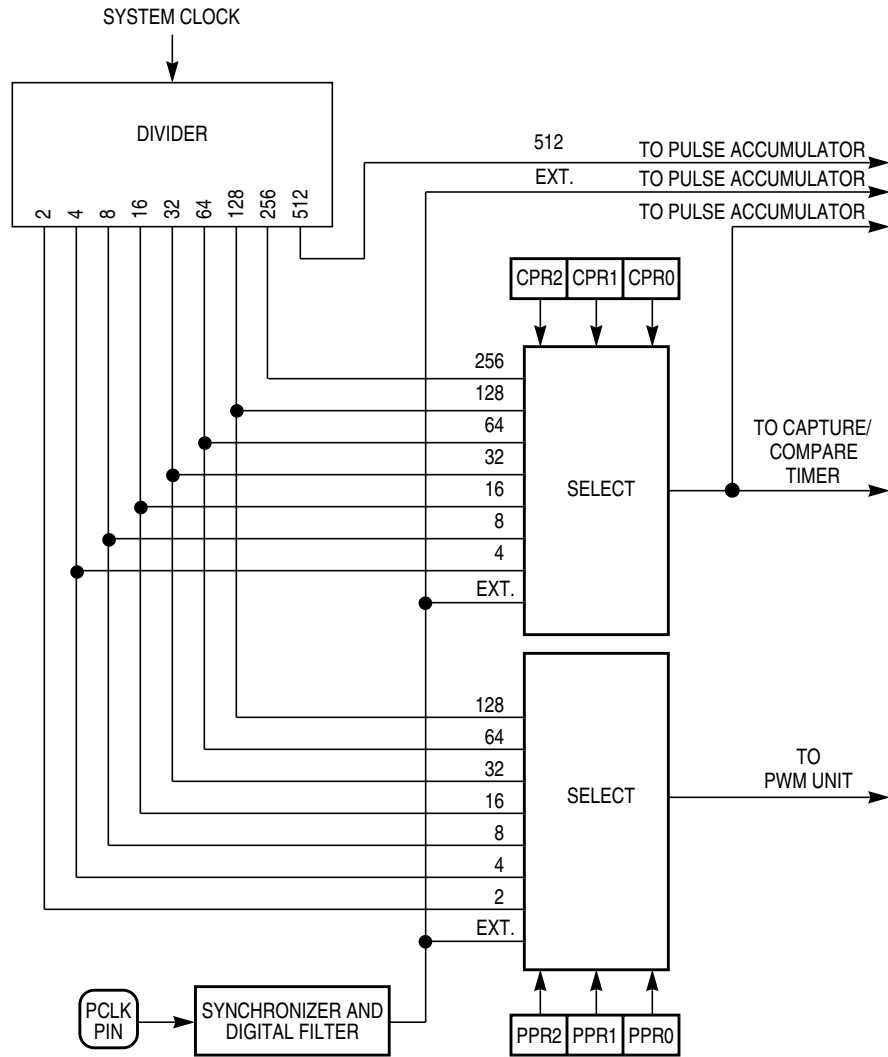 SYSTEM CLOCK
DIVIDER
2
4
8
16
32
64
128
256
512
512
TO PULSE ACCUMULATOR
EXT.
TO PULSE ACCUMULATOR
TO PULSE ACCUMULATOR
CPR2 CPR1 CPR0
256
128
64
32
16
8
4
EXT.
SELECT
TO CAPTURE/
COMPARE
TIMER
128
64
32
16
8
4
2
EXT.
SELECT
TO
PWM UNIT
PCLK
PIN
SYNCHRONIZER AND
DIGITAL FILTER
PPR2 PPR1 PPR0